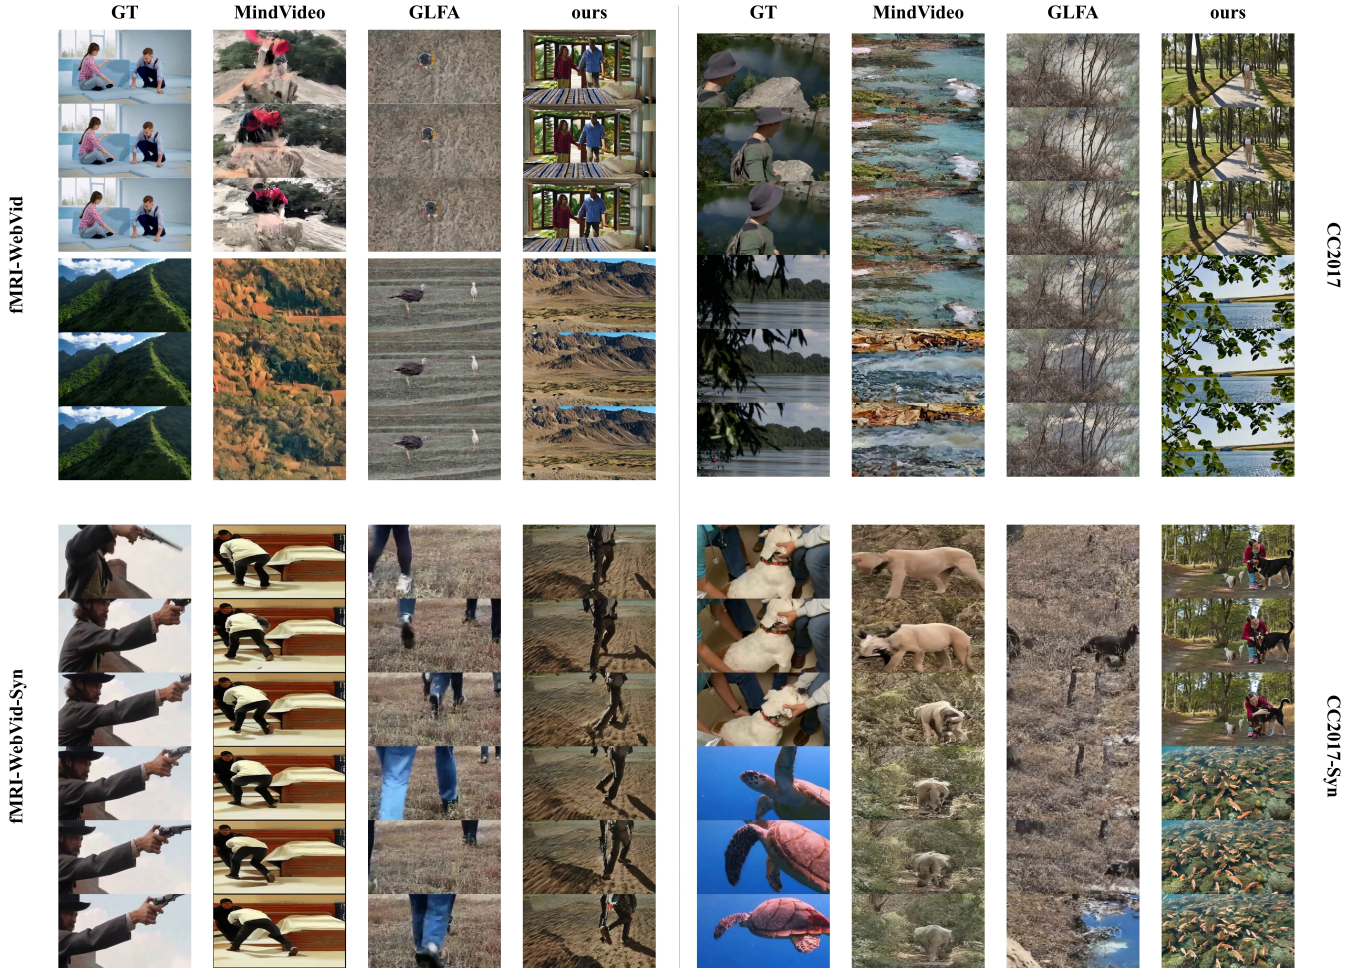 GT MindVideo GLFA ours GT MindVideo GLFA ours
fMRI-WebVid
CC2017
fMRI-WebVid-Syn
CC2017-Syn